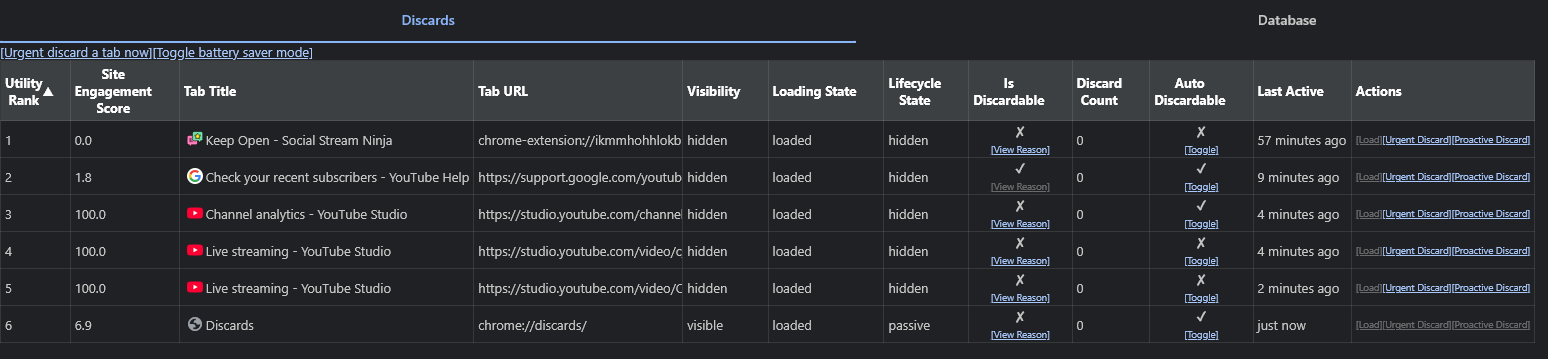 Discards Database
[Urgent discard a tab now][Toggle battery saver mode]
Utility Rank▲ Site Engagement Score Tab Title Tab URL Visibility Loading State Lifecycle State Is Discardable Discard Count Auto Discardable Last Active Actions
1 0.0 Keep Open - Social Stream Ninja chrome-extension://ikmmhohhlokb hidden loaded hidden ✗ [View Reason] 0 ✗ [Toggle] 57 minutes ago [Load][Urgent Discard][Proactive Discard]
2 1.8 Check your recent subscribers - YouTube Help https://support.google.com/youtub hidden loaded hidden ✔ [View Reason] 0 ✔ [Toggle] 9 minutes ago [Load][Urgent Discard][Proactive Discard]
3 100.0 Channel analytics - YouTube Studio https://studio.youtube.com/channel hidden loaded hidden ✗ [View Reason] 0 ✔ [Toggle] 4 minutes ago [Load][Urgent Discard][Proactive Discard]
4 100.0 Live streaming - YouTube Studio https://studio.youtube.com/video/c hidden loaded hidden ✗ [View Reason] 0 ✗ [Toggle] 4 minutes ago [Load][Urgent Discard][Proactive Discard]
5 100.0 Live streaming - YouTube Studio https://studio.youtube.com/video/C hidden loaded hidden ✗ [View Reason] 0 ✗ [Toggle] 2 minutes ago [Load][Urgent Discard][Proactive Discard]
6 6.9 Discards chrome://discards/ visible loaded passive ✗ [View Reason] 0 ✔ [Toggle] just now [Load][Urgent Discard][Proactive Discard]